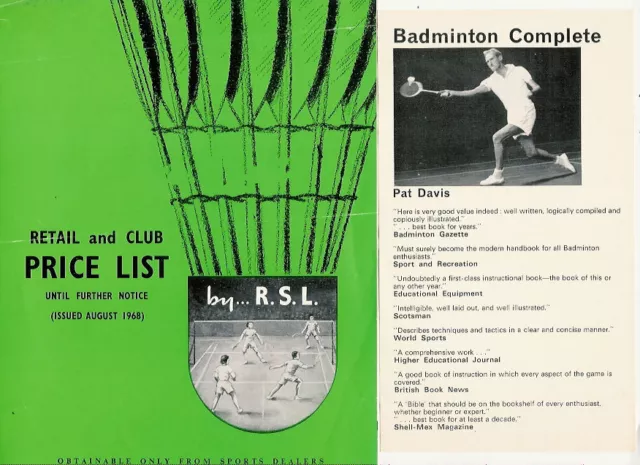 RETAIL and CLUB
PRICE LIST
UNTIL FURTHER NOTICE
(ISSUED AUGUST 1968)
by... R.S.L.
OBTAINABLE ONLY FROM SPORTS DEALERS
Badminton Complete
Pat Davis
"Here is very good value indeed: well written, logically compiled and
copiously illustrated."
"... best book for years."
Badminton Gazette
"Must surely become the modern handbook for all Badminton
enthusiasts."
Sport and Recreation
"Undoubtedly a first-class instructional book—the book of this or
any other year."
Educational Equipment
"Intelligible, well laid out, and well illustrated."
Scotsman
"Describes techniques and tactics in a clear and concise manner."
World Sports
"A comprehensive work ..."
Higher Educational Journal
"A good book of instruction in which every aspect of the game is
covered."
British Book News
"A 'Bible' that should be on the bookshelf of every enthusiast,
whether beginner or expert."
"... best book for at least a decade."
Shell-Mex Magazine